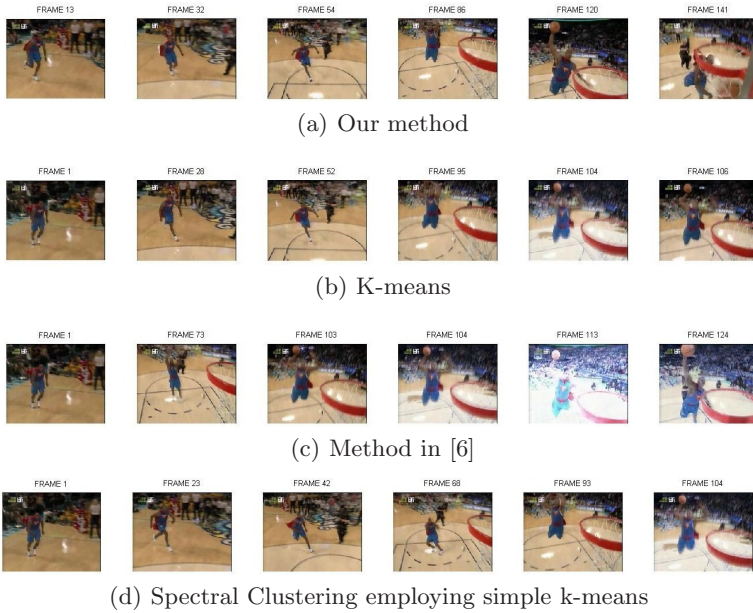 FRAME 13 FRAME 32 FRAME 54 FRAME 86 FRAME 120 FRAME 141
(a) Our method
FRAME 1 FRAME 28 FRAME 52 FRAME 95 FRAME 104 FRAME 106
(b) K-means
FRAME 1 FRAME 73 FRAME 103 FRAME 104 FRAME 113 FRAME 124
(c) Method in [6]
FRAME 1 FRAME 23 FRAME 42 FRAME 68 FRAME 93 FRAME 104
(d) Spectral Clustering employing simple k-means